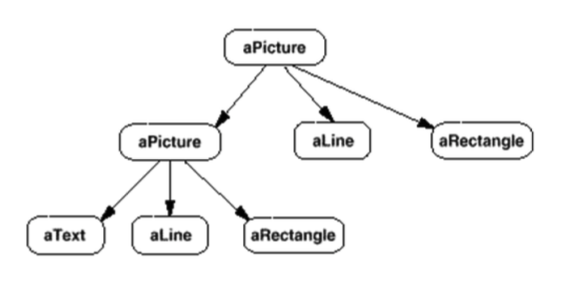 aPicture
aPicture
aLine
aRectangle
aText
aLine
aRectangle